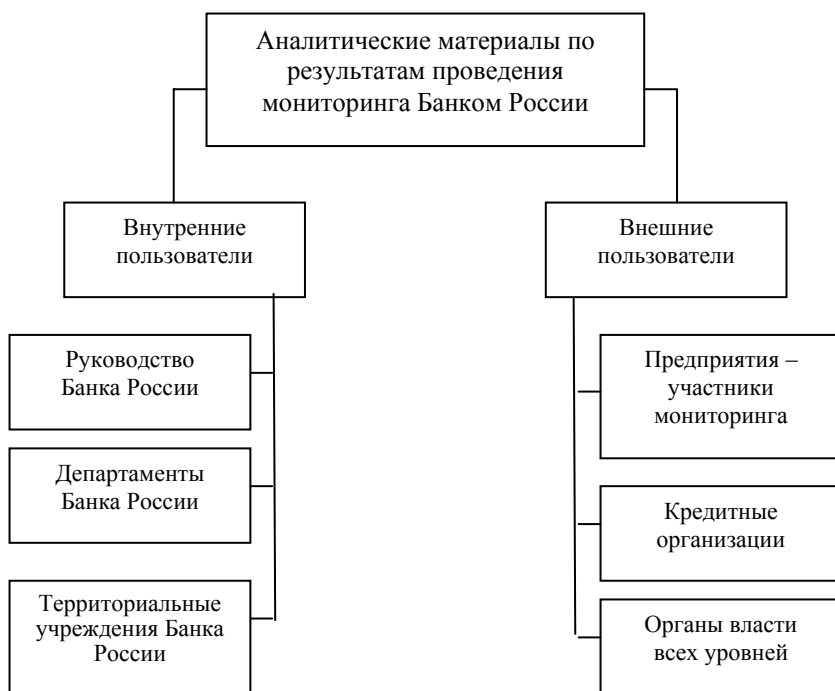 Аналитические материалы по
результатам проведения
мониторинга Банком России
Внутренние
пользователи
Внешние
пользователи
Руководство
Банка России
Департаменты
Банка России
Территориальные
учреждения Банка
России
Предприятия –
участники
мониторинга
Кредитные
организации
Органы власти
всех уровней